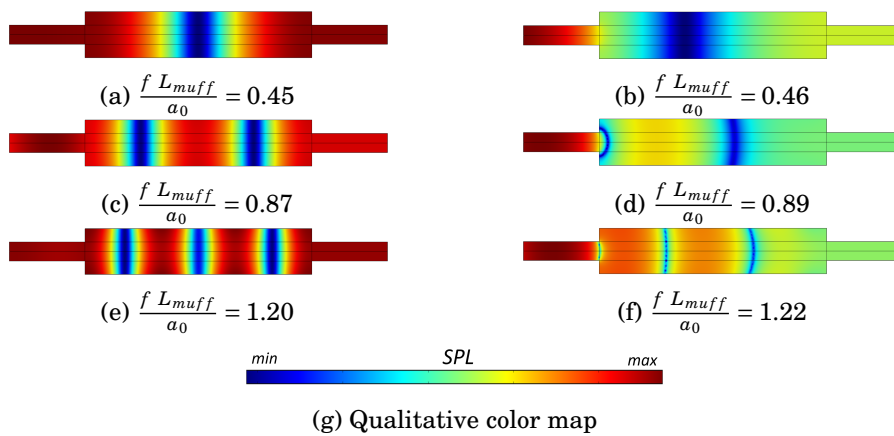 (a) f L_muff / a_0 = 0.45
(b) f L_muff / a_0 = 0.46
(c) f L_muff / a_0 = 0.87
(d) f L_muff / a_0 = 0.89
(e) f L_muff / a_0 = 1.20
(f) f L_muff / a_0 = 1.22
min SPL max
(g) Qualitative color map